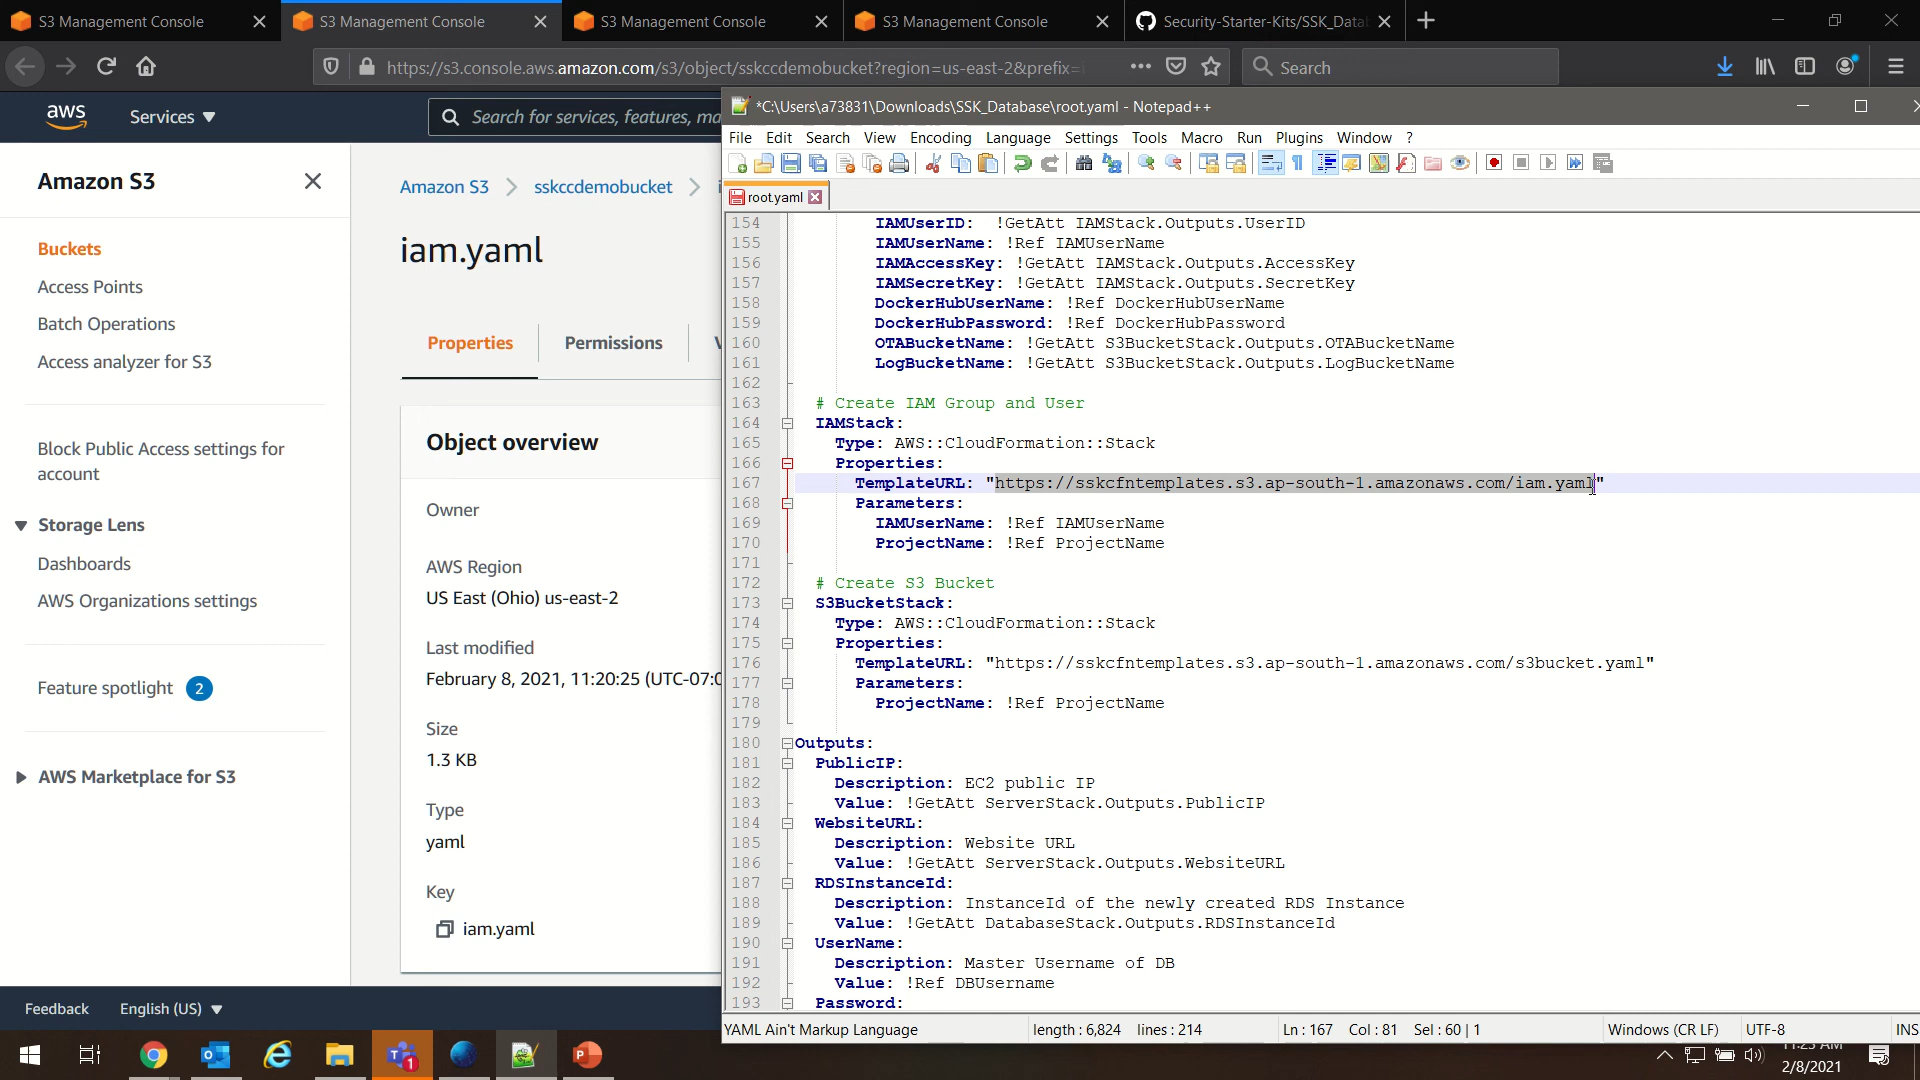 S3 Management Console
S3 Management Console
S3 Management Console
S3 Management Console
Security-Starter-Kits/SSK_Datab
https://s3.console.aws.amazon.com/s3/object/sskccdemobucket?region=us-east-2&prefix=
Search
aws
Services
Search for services, features, ma
Amazon S3
Buckets
Access Points
Batch Operations
Access analyzer for S3
Block Public Access settings for
account
Storage Lens
Dashboards
AWS Organizations settings
Feature spotlight 2
AWS Marketplace for S3
Amazon S3 > sskccdemobucket >
iam.yaml
Properties
Permissions
Object overview
Owner
AWS Region
US East (Ohio) us-east-2
Last modified
February 8, 2021, 11:20:25 (UTC-07:0
Size
1.3 KB
Type
yaml
Key
iam.yaml
Feedback
English (US)
*C:\Users\a73831\Downloads\SSK_Database\root.yaml - Notepad++
File Edit Search View Encoding Language Settings Tools Macro Run Plugins Window ?
root.yaml
154 IAMUserID: !GetAtt IAMStack.Outputs.UserID
155 IAMUserName: !Ref IAMUserName
156 IAMAccessKey: !GetAtt IAMStack.Outputs.AccessKey
157 IAMSecretKey: !GetAtt IAMStack.Outputs.SecretKey
158 DockerHubUserName: !Ref DockerHubUserName
159 DockerHubPassword: !Ref DockerHubPassword
160 OTABucketName: !GetAtt S3BucketStack.Outputs.OTABucketName
161 LogBucketName: !GetAtt S3BucketStack.Outputs.LogBucketName
162
163 # Create IAM Group and User
164 IAMStack:
165 Type: AWS::CloudFormation::Stack
166 Properties:
167 TemplateURL: "https://sskcfntemplates.s3.ap-south-1.amazonaws.com/iam.yaml"
168 Parameters:
169 IAMUserName: !Ref IAMUserName
170 ProjectName: !Ref ProjectName
171
172 # Create S3 Bucket
173 S3BucketStack:
174 Type: AWS::CloudFormation::Stack
175 Properties:
176 TemplateURL: "https://sskcfntemplates.s3.ap-south-1.amazonaws.com/s3bucket.yaml"
177 Parameters:
178 ProjectName: !Ref ProjectName
179
180 Outputs:
181 PublicIP:
182 Description: EC2 public IP
183 Value: !GetAtt ServerStack.Outputs.PublicIP
184 WebsiteURL:
185 Description: Website URL
186 Value: !GetAtt ServerStack.Outputs.WebsiteURL
187 RDSInstanceId:
188 Description: InstanceId of the newly created RDS Instance
189 Value: !GetAtt DatabaseStack.Outputs.RDSInstanceId
190 UserName:
191 Description: Master Username of DB
192 Value: !Ref DBUsername
193 Password:
YAML Ain't Markup Language
length : 6,824 lines : 214
Ln : 167 Col : 81 Sel : 60 | 1
Windows (CR LF)
UTF-8
INS
1
11:23 AM
2/8/2021